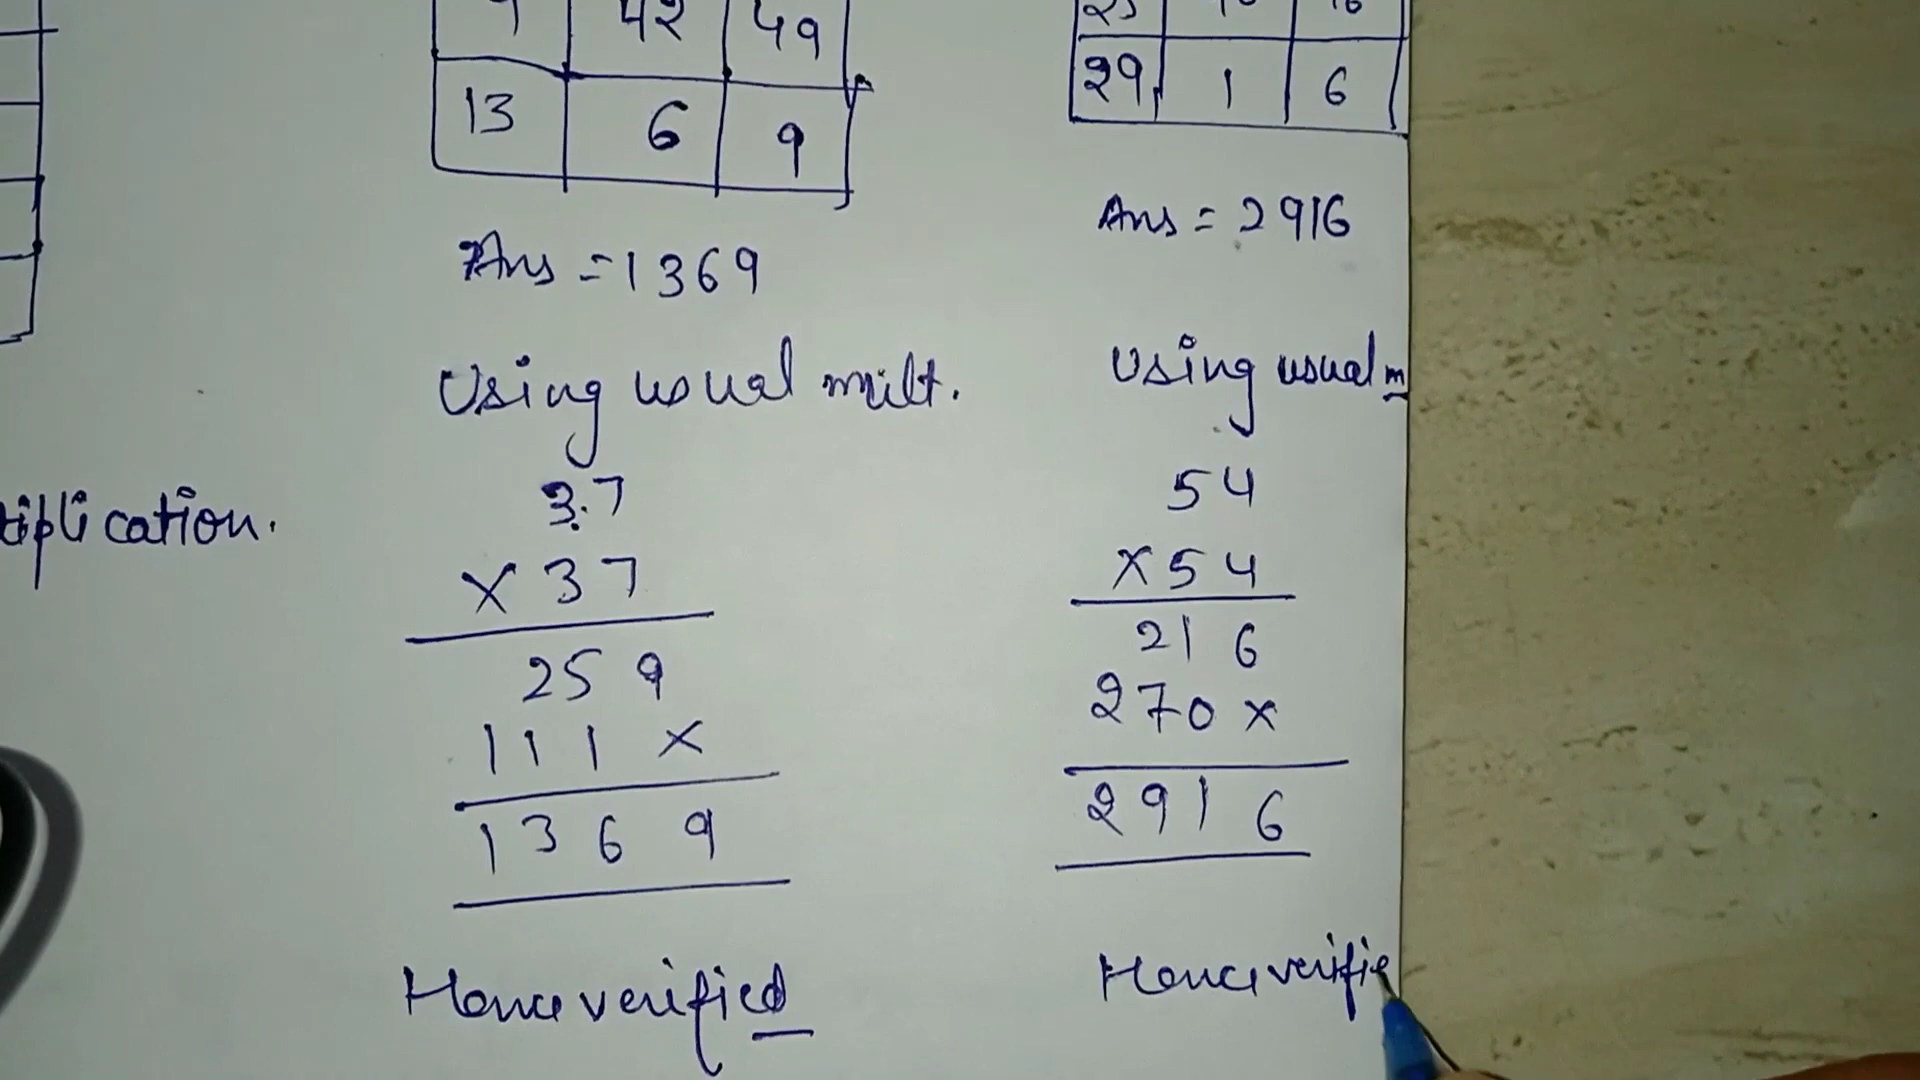 42 49
13 6 9
Ans = 1369
Using usual mult.
37
× 37
259
111 ×
1369
Hence verified
29 1 6
Ans = 2916
Using usual m
54
× 54
216
270 ×
2916
Hence verifie
tiplication.